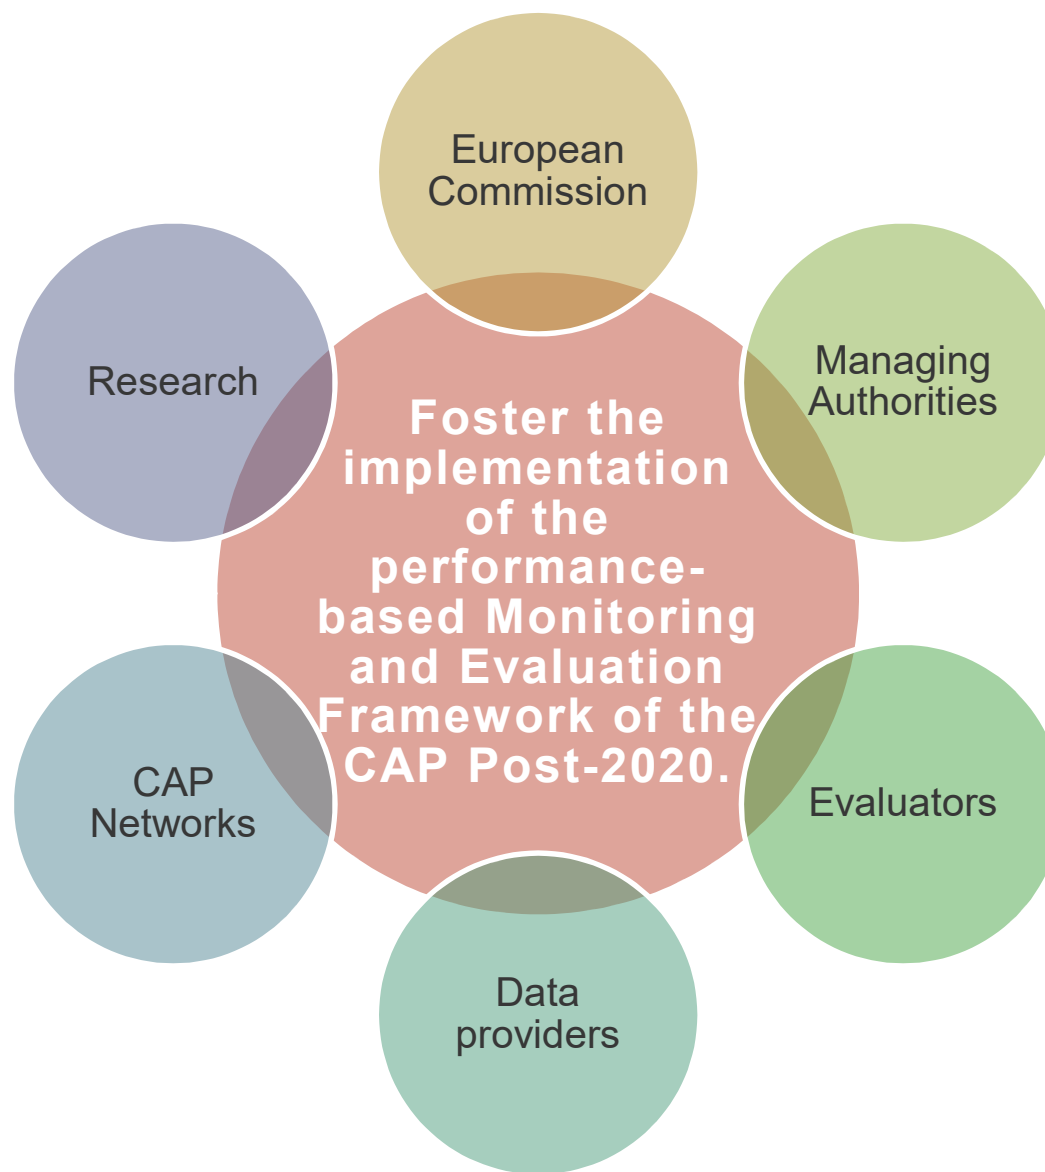 European
Commission
Managing
Authorities
Research
Foster the
implementation
of the
performance-
based Monitoring
and Evaluation
Framework of the
CAP Post-2020.
CAP
Networks
Evaluators
Data
providers